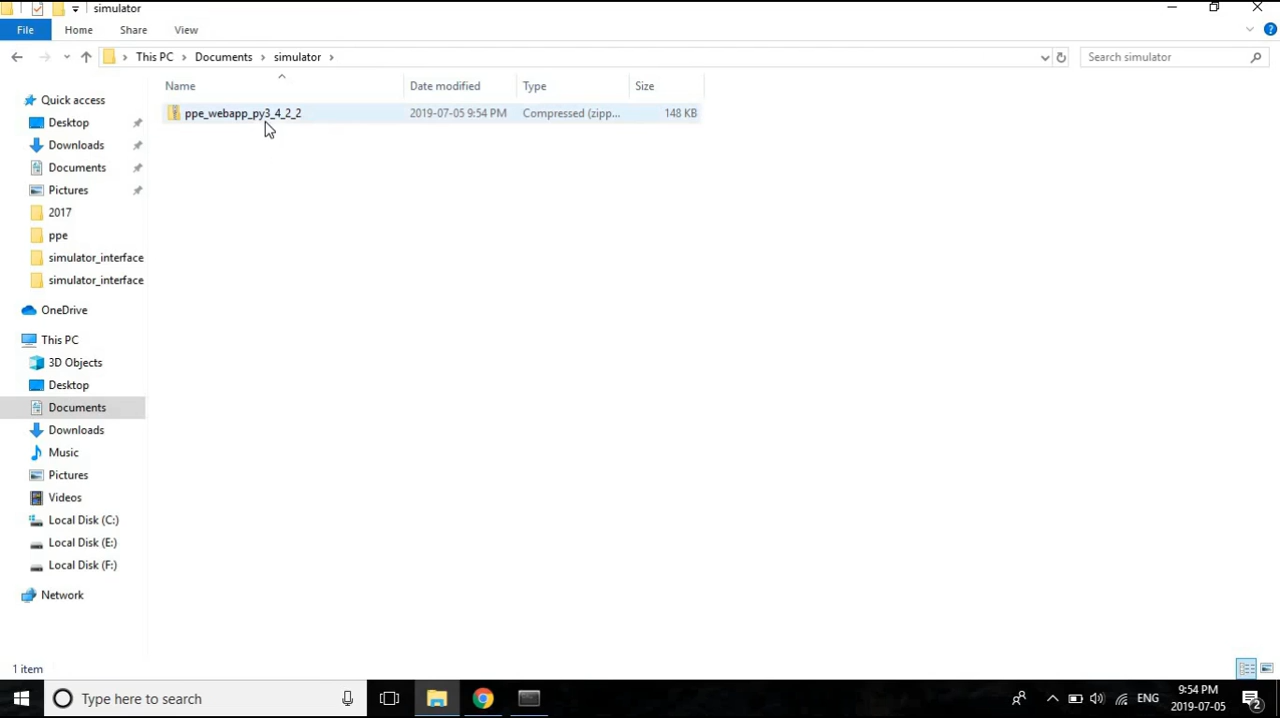 simulator
File Home Share View
This PC Documents simulator Search simulator
Name Date modified Type Size
ppe_webapp_py3_4_2_2 2019-07-05 9:54 PM Compressed (zipp... 148 KB
Quick access
Desktop
Downloads
Documents
Pictures
2017
ppe
simulator_interface
simulator_interface
OneDrive
This PC
3D Objects
Desktop
Documents
Downloads
Music
Pictures
Videos
Local Disk (C:)
Local Disk (E:)
Local Disk (F:)
Network
1 item
Type here to search ENG 9:54 PM
2019-07-05 2